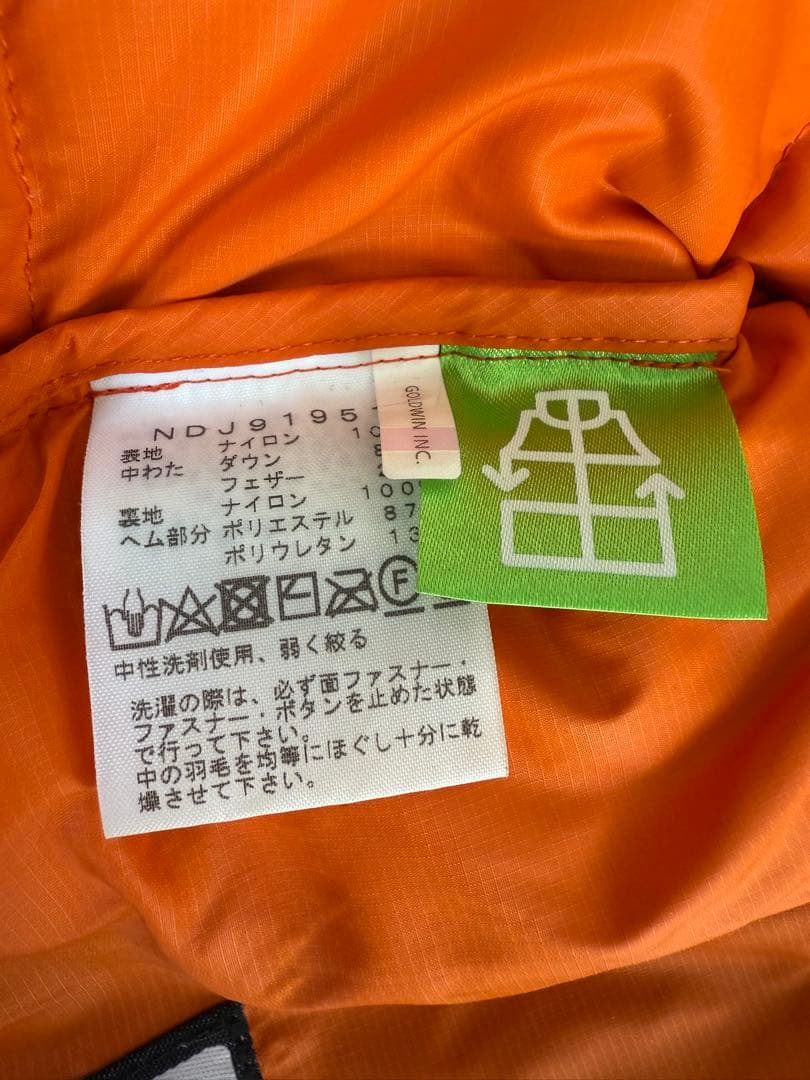 NDJ9195-
表地 ナイロン 10
中わた ダウン 8
フェザー
裏地 ナイロン 100
ヘム部分 ポリエステル 87
ポリウレタン 13
GOLDWIN INC.
F
中性洗剤使用、弱く絞る
洗濯の際は、必ず面ファスナー・
ファスナー・ボタンを止めた状態
で行って下さい。
中の羽毛を均等にほぐし十分に乾
燥させて下さい。